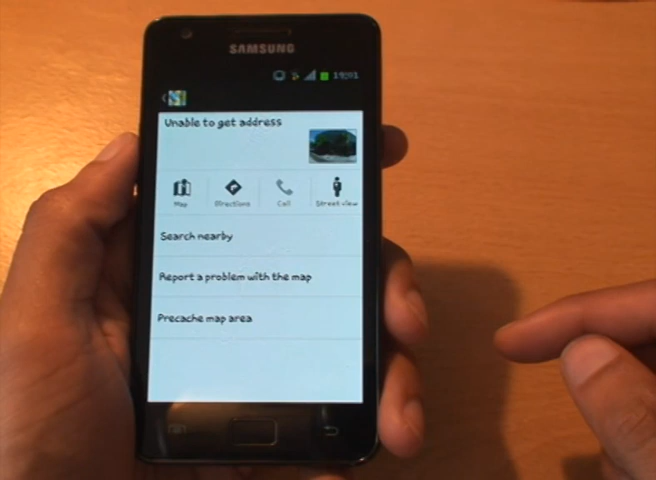 SAMSUNG
19:01
Unable to get address
Map
Directions
Call
Street view
Search nearby
Report a problem with the map
Precache map area